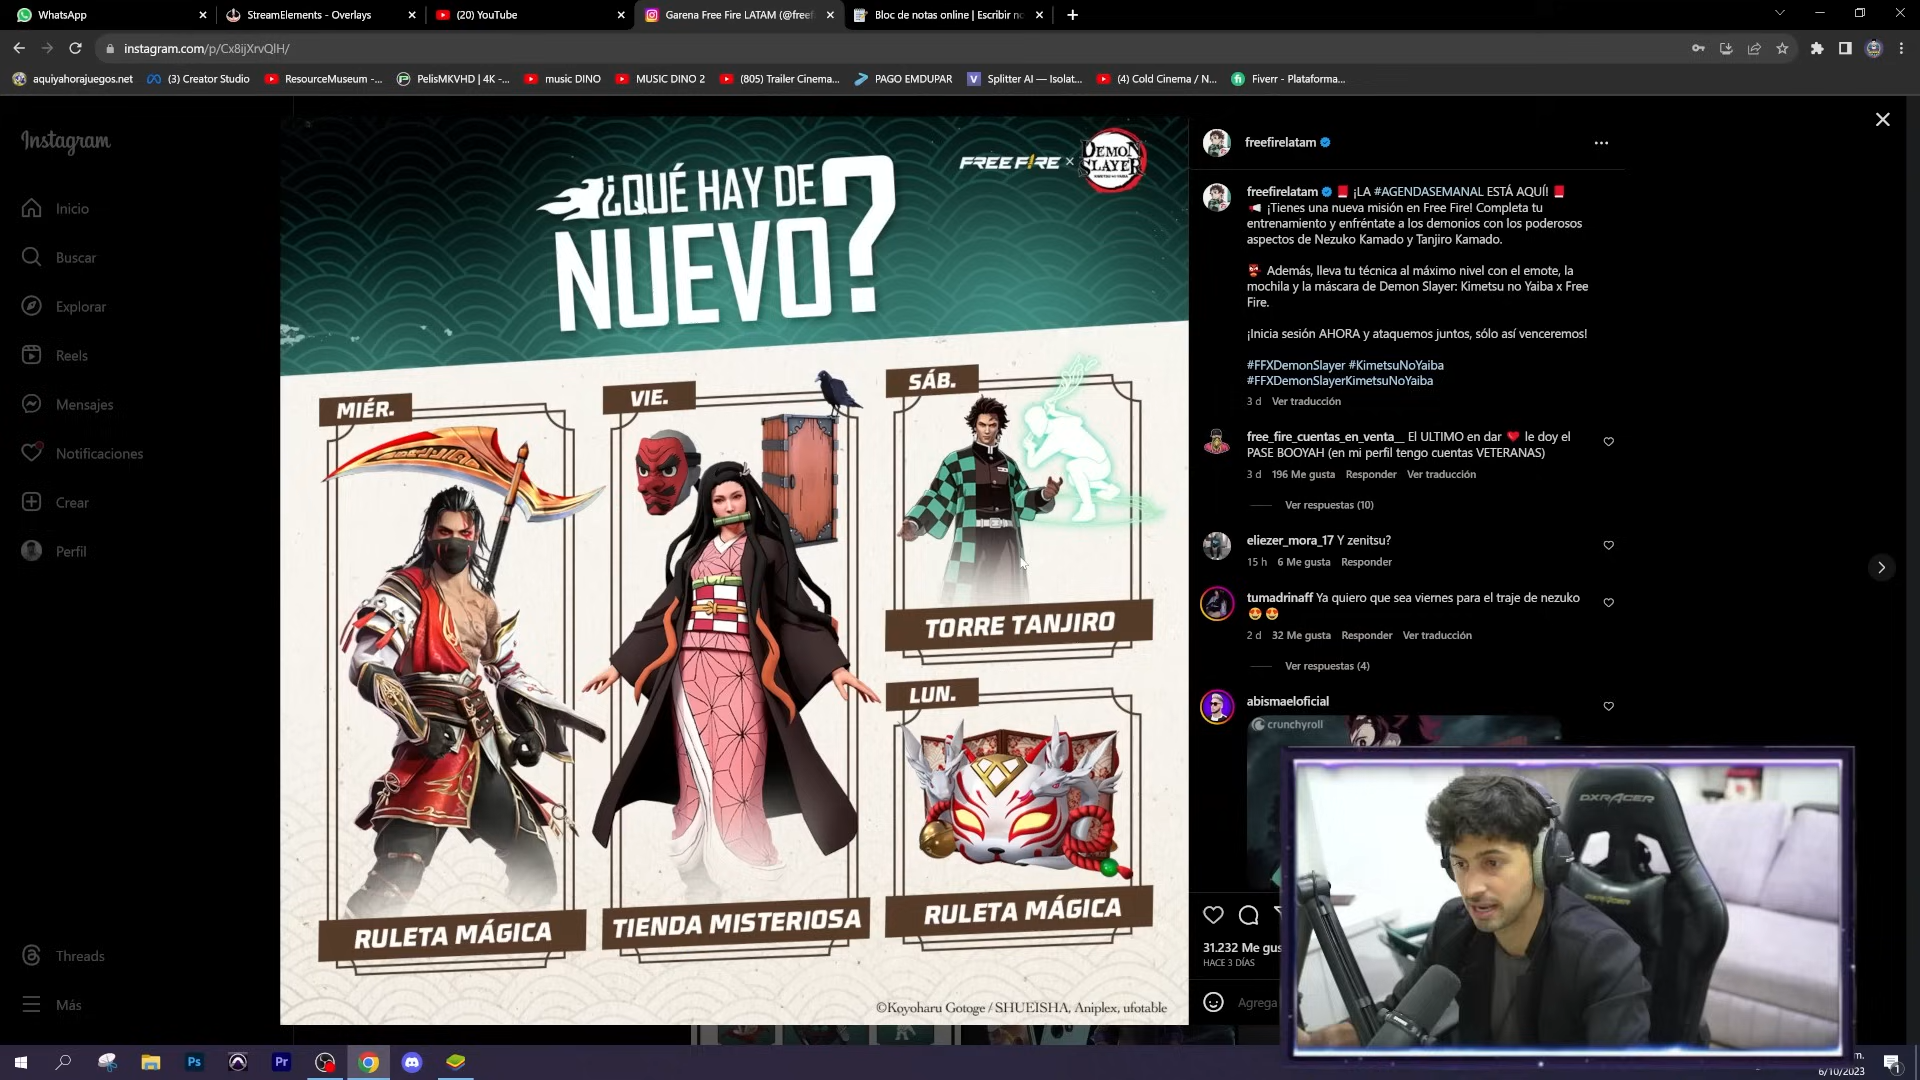 WhatsApp
StreamElements - Overlays
(20) YouTube
Garena Free Fire LATAM (@freef
Bloc de notas online | Escribir no
instagram.com/p/Cx8ijXrvQlH/
aquiyahorajuegos.net
(3) Creator Studio
ResourceMuseum -...
PelisMKVHD | 4K -...
music DINO
MUSIC DINO 2
(805) Trailer Cinema...
PAGO EMDUPAR
Splitter AI — Isolat...
(4) Cold Cinema / N...
Fiverr - Plataforma...
Instagram
Inicio
Buscar
Explorar
Reels
Mensajes
Notificaciones
Crear
Perfil
Threads
Más
FREE FIRE x DEMON SLAYER
KIMETSU NO YAIBA
¿QUÉ HAY DE
NUEVO?
MIÉR.
RULETA MÁGICA
VIE.
TIENDA MISTERIOSA
SÁB.
TORRE TANJIRO
LUN.
RULETA MÁGICA
©Koyoharu Gotoge / SHUEISHA, Aniplex, ufotable
freefirelatam
freefirelatam ¡LA #AGENDASEMANAL ESTÁ AQUÍ!
¡Tienes una nueva misión en Free Fire! Completa tu
entrenamiento y enfréntate a los demonios con los poderosos
aspectos de Nezuko Kamado y Tanjiro Kamado.
Además, lleva tu técnica al máximo nivel con el emote, la
mochila y la máscara de Demon Slayer: Kimetsu no Yaiba x Free
Fire.
¡Inicia sesión AHORA y ataquemos juntos, sólo así venceremos!
#FFXDemonSlayer #KimetsuNoYaiba
#FFXDemonSlayerKimetsuNoYaiba
3 d Ver traducción
free_fire_cuentas_en_venta__ El ULTIMO en dar ❤️ le doy el
PASE BOOYAH (en mi perfil tengo cuentas VETERANAS)
3 d 196 Me gusta Responder Ver traducción
Ver respuestas (10)
eliezer_mora_17 Y zenitsu?
15 h 6 Me gusta Responder
tumadrinaff Ya quiero que sea viernes para el traje de nezuko
😍😍
2 d 32 Me gusta Responder Ver traducción
Ver respuestas (4)
abismaeloficial
crunchyroll
31.232 Me gus
HACE 3 DÍAS
Agrega
DXRACER
Ps
Pr
m.
6/10/2023
1